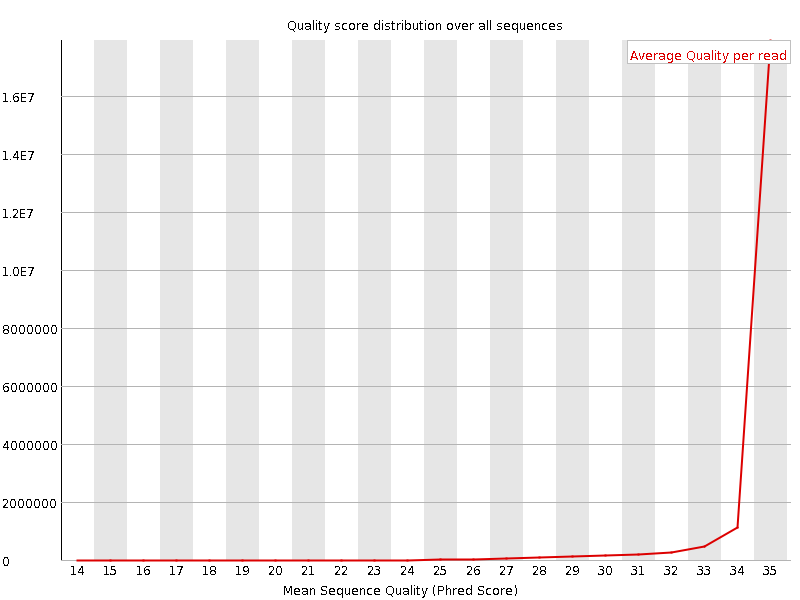 Quality score distribution over all sequences
Average Quality per read
1.6E7
1.4E7
1.2E7
1.0E7
8000000
6000000
4000000
2000000
0
14 15 16 17 18 19 20 21 22 23 24 25 26 27 28 29 30 31 32 33 34 35
Mean Sequence Quality (Phred Score)